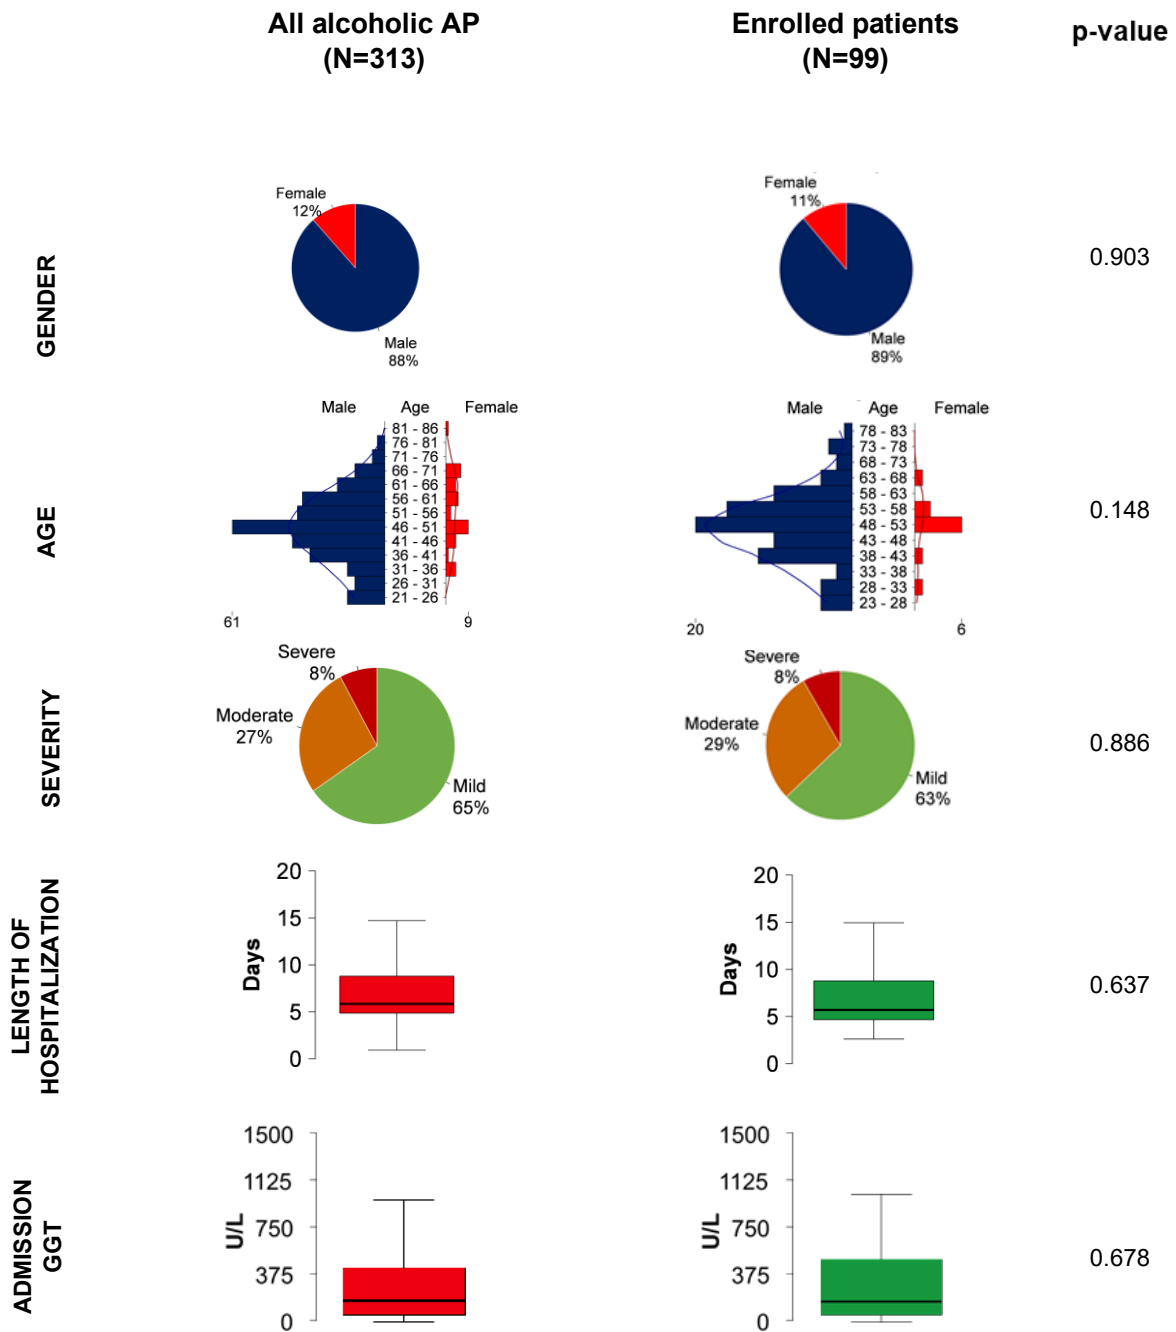 All alcoholic AP
(N=313)
Enrolled patients
(N=99)
p-value
GENDER
Female
12%
Male
88%
Female
11%
Male
89%
0.903
AGE
Male Age Female
81 - 86
76 - 81
71 - 76
66 - 71
61 - 66
56 - 61
51 - 56
46 - 51
41 - 46
36 - 41
31 - 36
26 - 31
21 - 26
61 9
Male Age Female
78 - 83
73 - 78
68 - 73
63 - 68
58 - 63
53 - 58
48 - 53
43 - 48
38 - 43
33 - 38
28 - 33
23 - 28
20 6
0.148
SEVERITY
Severe
8%
Moderate
27%
Mild
65%
Severe
8%
Moderate
29%
Mild
63%
0.886
LENGTH OF
HOSPITALIZATION
Days
20
15
10
5
0
Days
20
15
10
5
0
0.637
ADMISSION
GGT
U/L
1500
1125
750
375
0
U/L
1500
1125
750
375
0
0.678